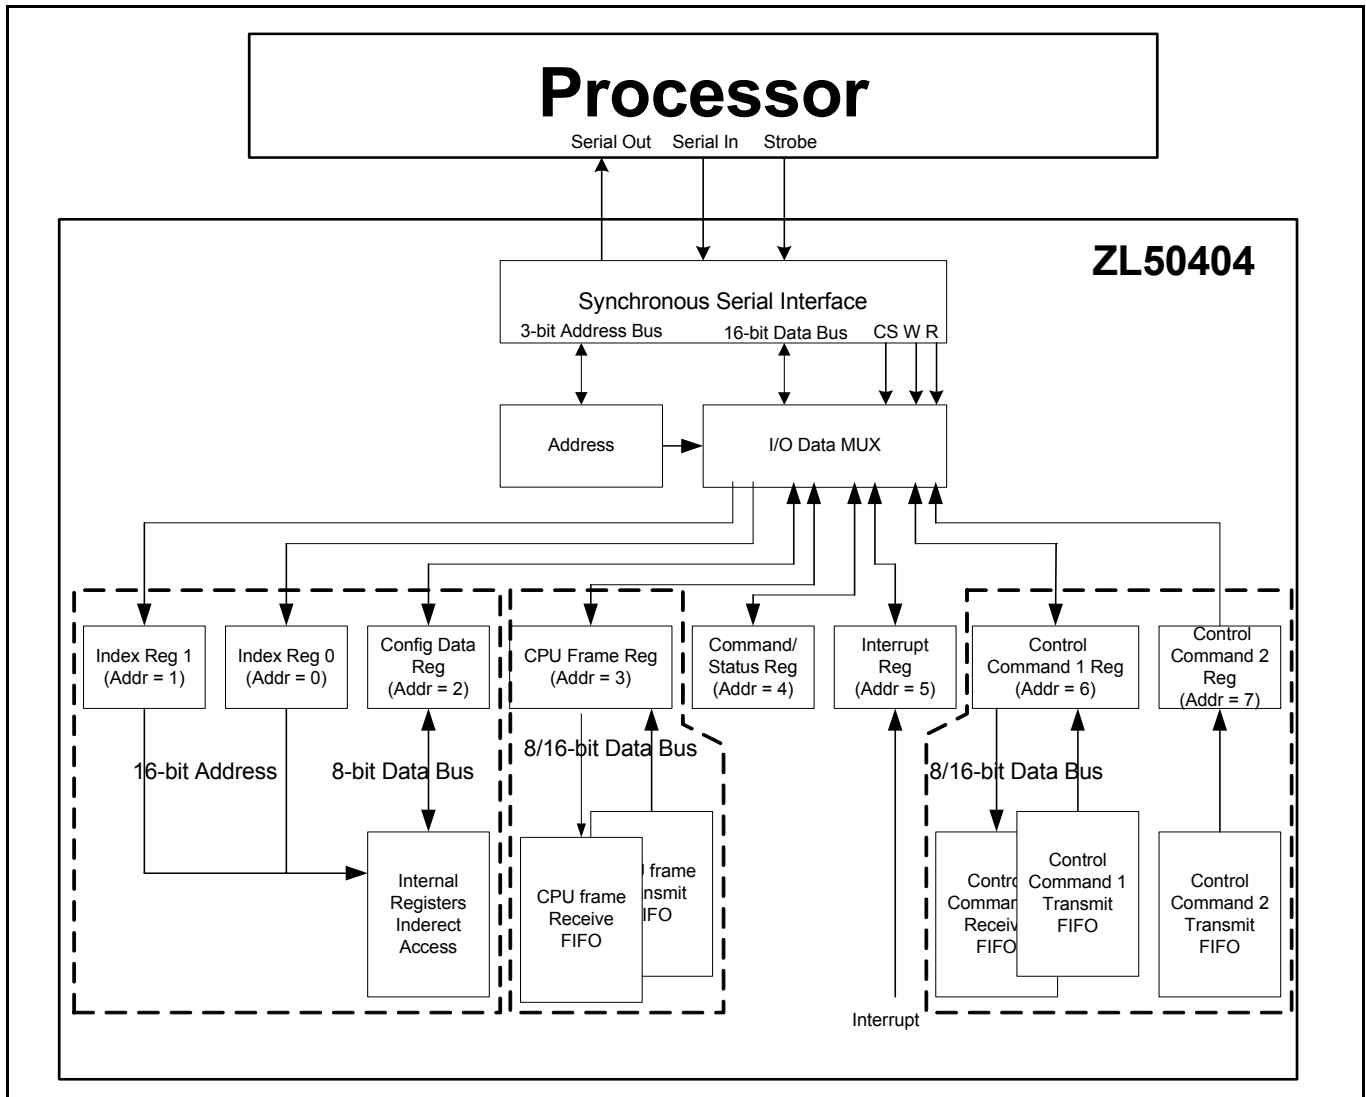 Processor
Serial Out
Serial In
Strobe
ZL50404
Synchronous Serial Interface
3-bit Address Bus
16-bit Data Bus
CS W R
Address
I/O Data MUX
Index Reg 1
(Addr = 1)
Index Reg 0
(Addr = 0)
Config Data
Reg
(Addr = 2)
CPU Frame Reg
(Addr = 3)
Command/
Status Reg
(Addr = 4)
Interrupt
Reg
(Addr = 5)
Control
Command 1 Reg
(Addr = 6)
Control
Command 2
Reg
(Addr = 7)
16-bit Address
8-bit Data Bus
8/16-bit Data Bus
8/16-bit Data Bus
Internal
Registers
Inderect
Access
CPU frame
Receive
FIFO
frame
Control
Command 1
Transmit
FIFO
FIFO
Control
Command 2
Transmit
FIFO
Interrupt